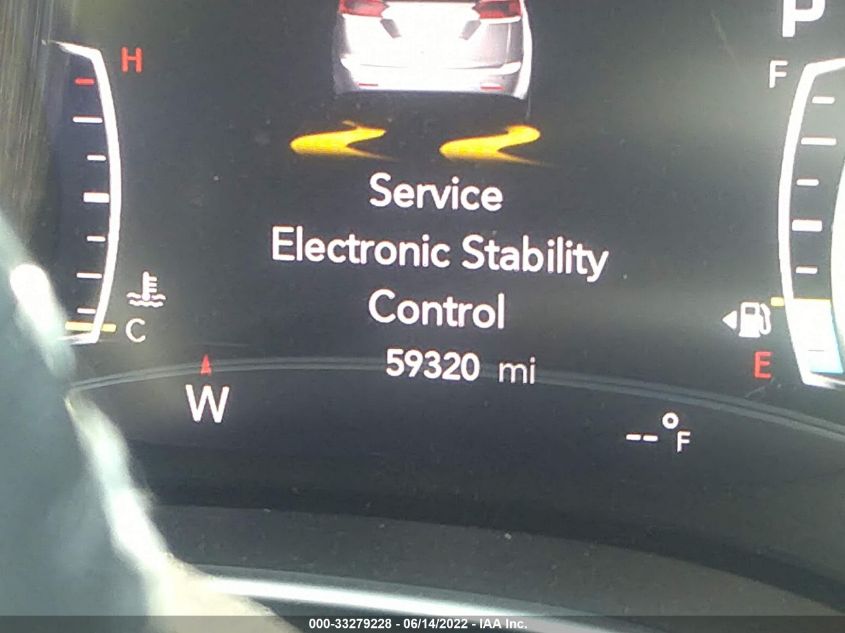 P
H
F
Service
Electronic Stability
Control
C
59320 mi
E
W
--°F
000-33279228 - 06/14/2022 - IAA Inc.